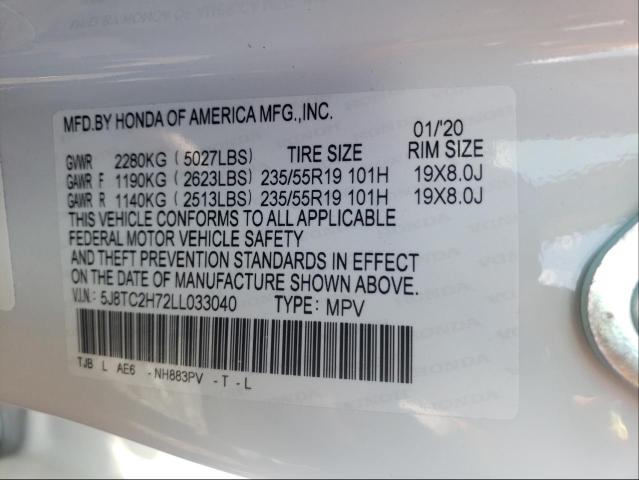 MFD.BY HONDA OF AMERICA MFG.,INC. 01/'20
GVWR 2280KG ( 5027LBS) TIRE SIZE RIM SIZE
GAWR F 1190KG ( 2623LBS) 235/55R19 101H 19X8.0J
GAWR R 1140KG ( 2513LBS) 235/55R19 101H 19X8.0J
THIS VEHICLE CONFORMS TO ALL APPLICABLE
FEDERAL MOTOR VEHICLE SAFETY
AND THEFT PREVENTION STANDARDS IN EFFECT
ON THE DATE OF MANUFACTURE SHOWN ABOVE.
V.I.N.: 5J8TC2H72LL033040 TYPE: MPV
TJB L AE6 -NH883PV -T -L